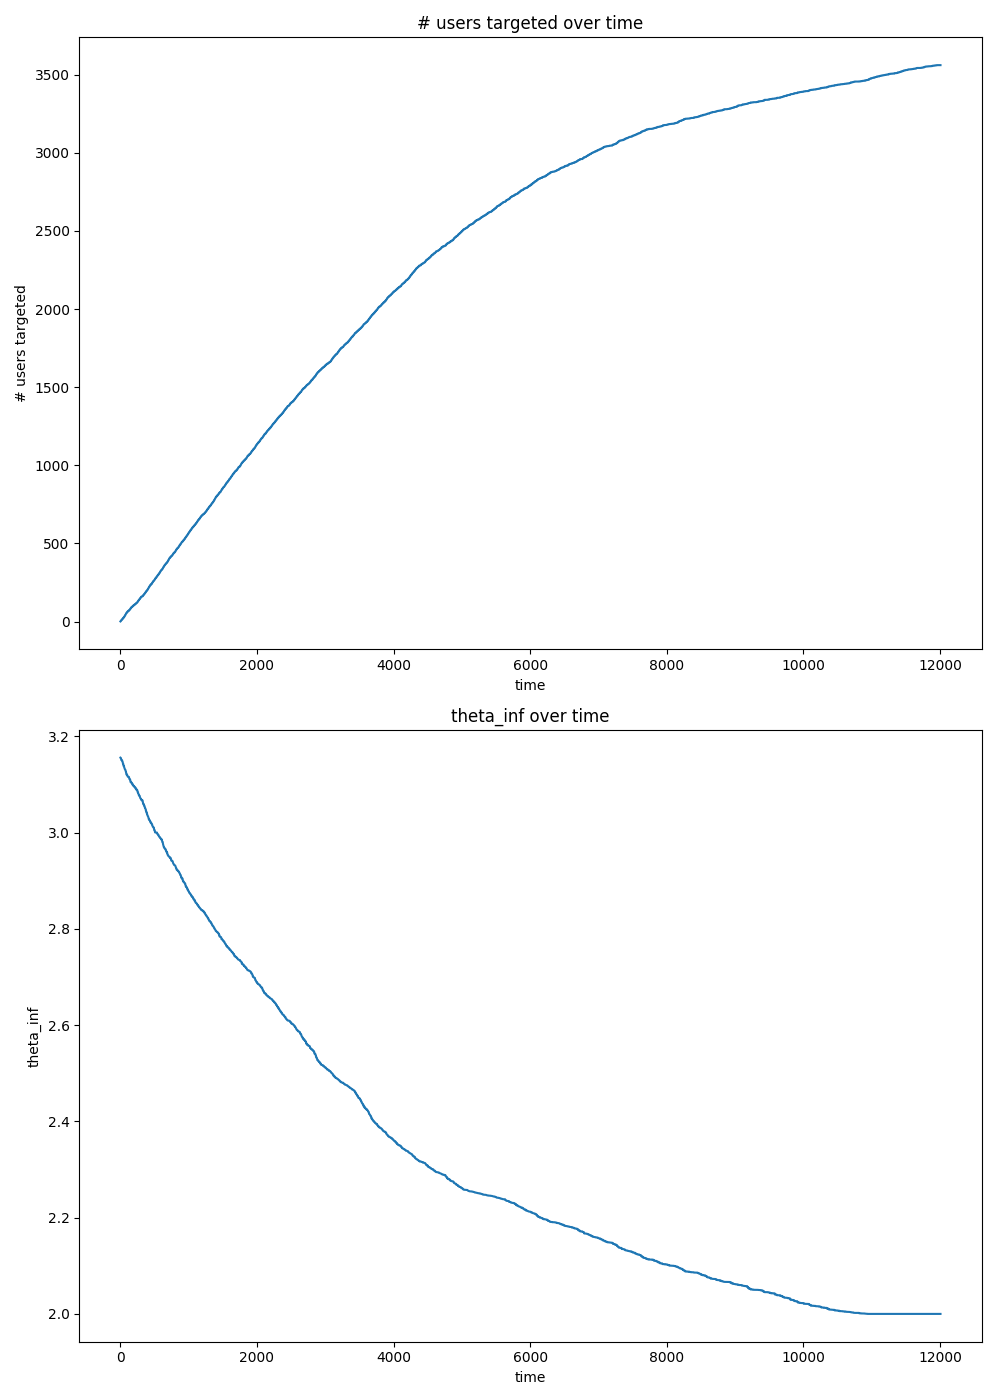 # users targeted over time
3500
3000
2500
2000
1500
1000
500
0
# users targeted
0 2000 4000 6000 8000 10000 12000
time
theta_inf over time
3.2
3.0
2.8
2.6
2.4
2.2
2.0
theta_inf
0 2000 4000 6000 8000 10000 12000
time